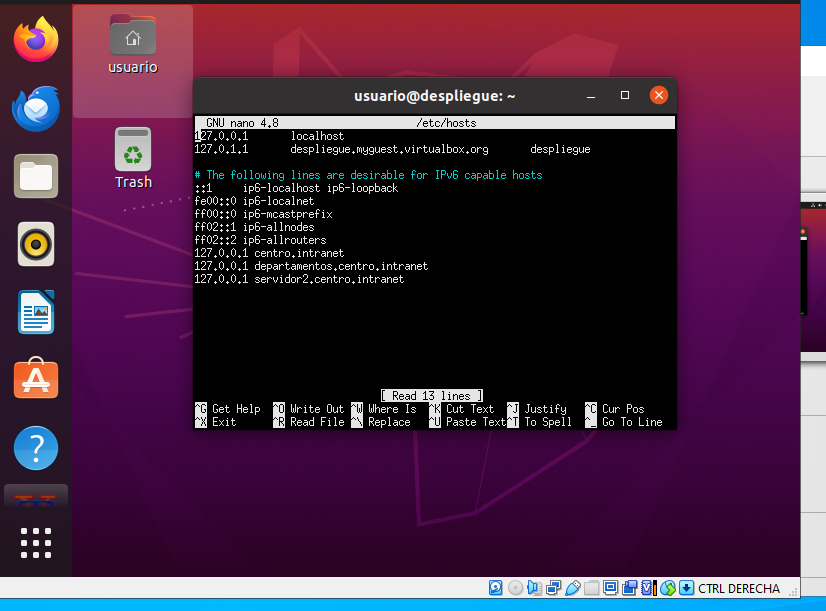 usuario
Trash
usuario@despliegue: ~
GNU nano 4.8 /etc/hosts
127.0.0.1 localhost
127.0.1.1 despliegue.myguest.virtualbox.org despliegue
# The following lines are desirable for IPv6 capable hosts
::1 ip6-localhost ip6-loopback
fe00::0 ip6-localnet
ff00::0 ip6-mcastprefix
ff02::1 ip6-allnodes
ff02::2 ip6-allrouters
127.0.0.1 centro.intranet
127.0.0.1 departamentos.centro.intranet
127.0.0.1 servidor2.centro.intranet
[ Read 13 lines ]
^G Get Help ^O Write Out ^W Where Is ^K Cut Text ^J Justify ^C Cur Pos
^X Exit ^R Read File ^\ Replace ^U Paste Text ^T To Spell ^_ Go To Line
CTRL DERECHA